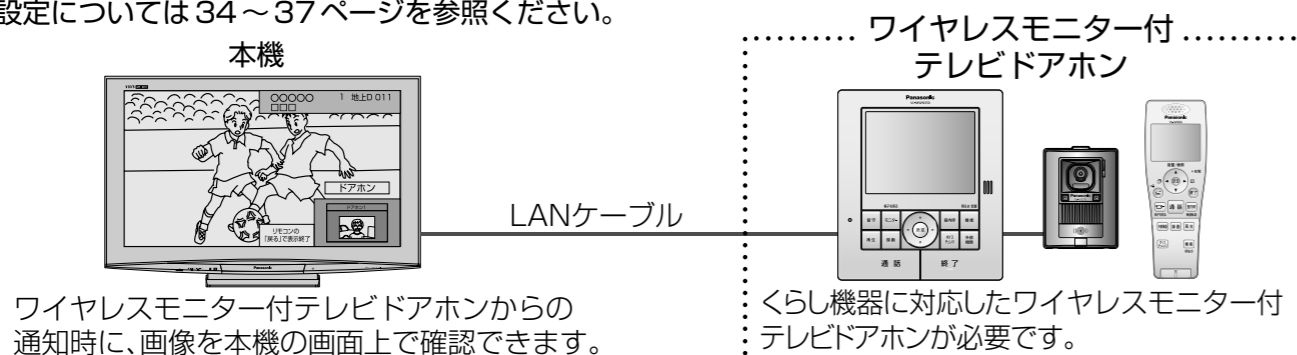 設定については34～37ページを参照ください。
本機
○○○○○ 1 地上D 011
□□□
ドアホン
ドアホン1
リモコンの
「戻る」で表示終了
Panasonic
LANケーブル
ワイヤレスモニター付テレビドアホンからの
通知時に、画像を本機の画面上で確認できます。
ワイヤレスモニター付
テレビドアホン
Panasonic
通話 終了
Panasonic
くらし機器に対応したワイヤレスモニター付
テレビドアホンが必要です。